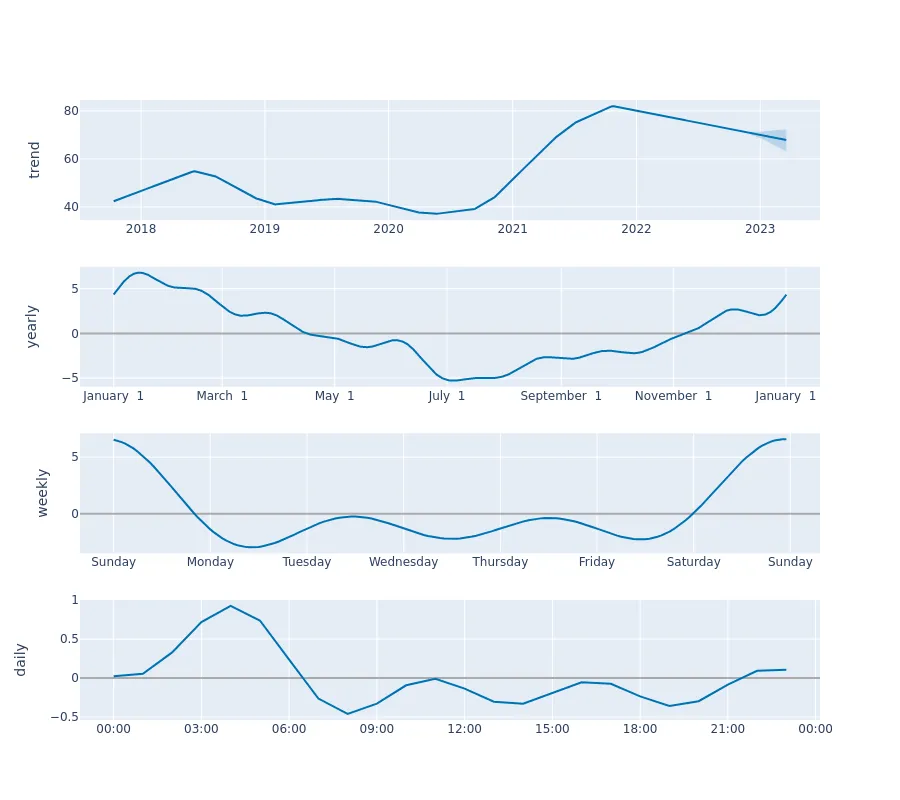 trend
80
60
40
2018 2019 2020 2021 2022 2023
yearly
5
0
−5
January 1 March 1 May 1 July 1 September 1 November 1 January 1
weekly
5
0
Sunday Monday Tuesday Wednesday Thursday Friday Saturday Sunday
daily
1
0.5
0
−0.5
00:00 03:00 06:00 09:00 12:00 15:00 18:00 21:00 00:00